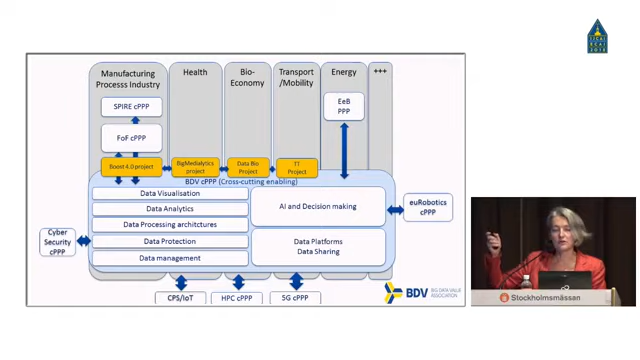 IJCAI
ECAI
2018
Manufacturing
Process Industry
Health
Bio-
Economy
Transport
/Mobility
Energy
+++
SPIRE cPPP
EeB
PPP
FoF cPPP
Boost 4.0 project
BigMedialytics
project
Data Bio
Project
TT
Project
BDV cPPP (Cross-cutting enabling)
Data Visualisation
Data Analytics
Data Processing architctures
Data Protection
Data management
AI and Decision making
Data Platforms
Data Sharing
euRobotics
cPPP
Cyber
Security
cPPP
CPS/IoT
HPC cPPP
5G cPPP
BDV
BIG DATA VALUE
ASSOCIATION
Stockholmsmässan